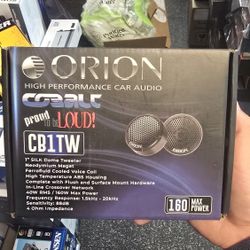 ORION
HIGH PERFORMANCE CAR AUDIO
COBALT
Proud to be LOUD!
CB1TW
1" SILK Dome Tweeter
Neodymium Magnet
Ferrofluid Cooled Voice Coil
High Temperature ABS Housing
Complete with Flush and Surface Mount Hardware
In-Line Crossover Network
40W RMS / 160W MAX Power
Frequency Response: 1.5kHz - 20kHz
Sensitivity: 88dB
4 Ohm Impedance
160 MAX POWER